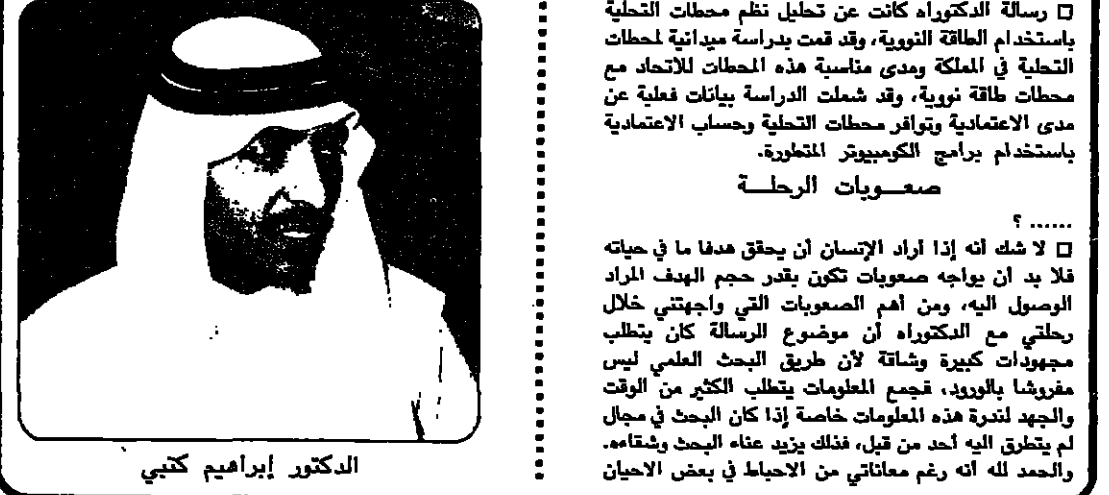 □ رسالة الدكتوراه كانت عن تحليل نظم محطات التحلية
باستخدام الطاقة النووية، وقد قمت بدراسة ميدانية لمحطات
التحلية في المملكة ومدى مناسبة هذه المحطات للاتحاد مع
محطات طاقة نووية، وقد شملت الدراسة بيانات فعلية عن
مدى الاعتمادية وتوافر محطات التحلية وحساب الاعتمادية
باستخدام برامج الكومبيوتر المتطورة.
صعـــوبات الرحلـــة
...... ؟
□ لا شك أنه إذا أراد الإنسان أن يحقق هدفا ما في حياته
فلا بد أن يواجه صعوبات تكون بقدر حجم الهدف المراد
الوصول اليه، ومن أهم الصعوبات التي واجهتني خلال
رحلتي مع الدكتوراه أن موضوع الرسالة كان يتطلب
مجهودات كبيرة وشاقة لأن طريق البحث العلمي ليس
مفروشا بالورود، فجمع المعلومات يتطلب الكثير من الوقت
والجهد لندرة هذه المعلومات خاصة إذا كان البحث في مجال
لم يتطرق اليه أحد من قبل، فذلك يزيد عناء البحث وشقاءه.
والحمد لله أنه رغم معاناتي من الاحباط في بعض الاحيان
الدكتور إبراهيم كتبي